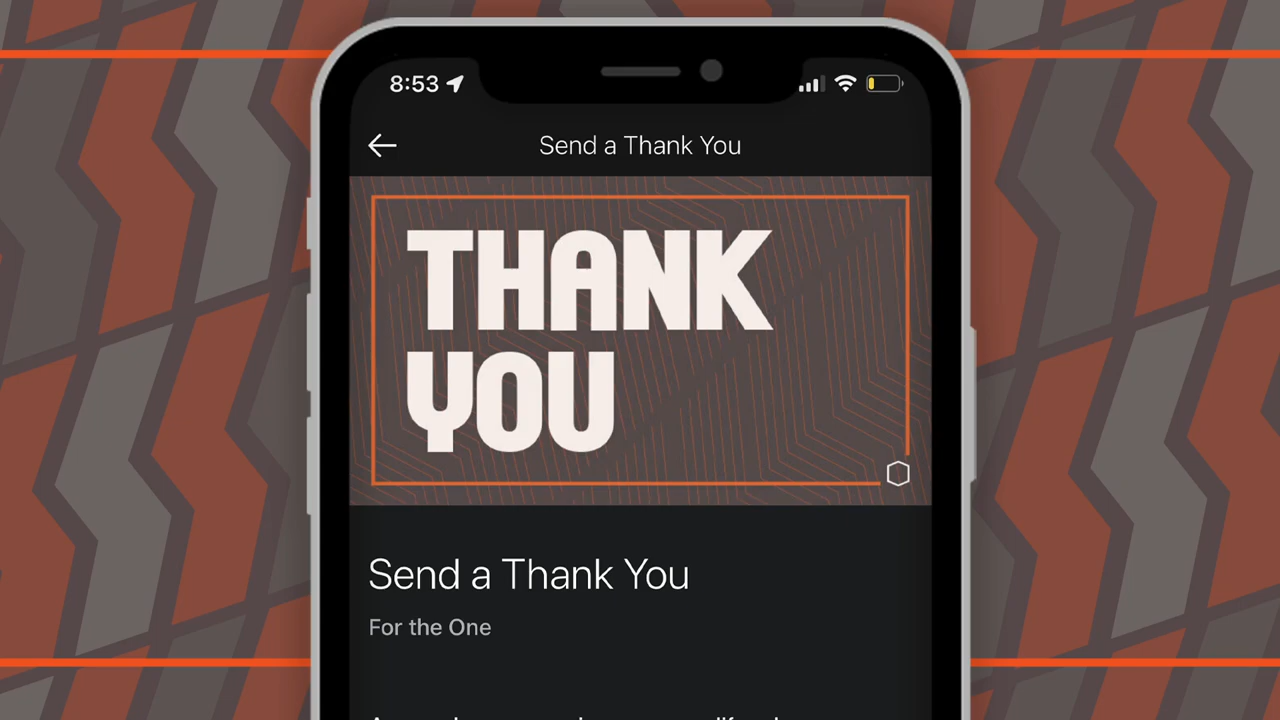 8:53
Send a Thank You
THANK
YOU
Send a Thank You
For the One